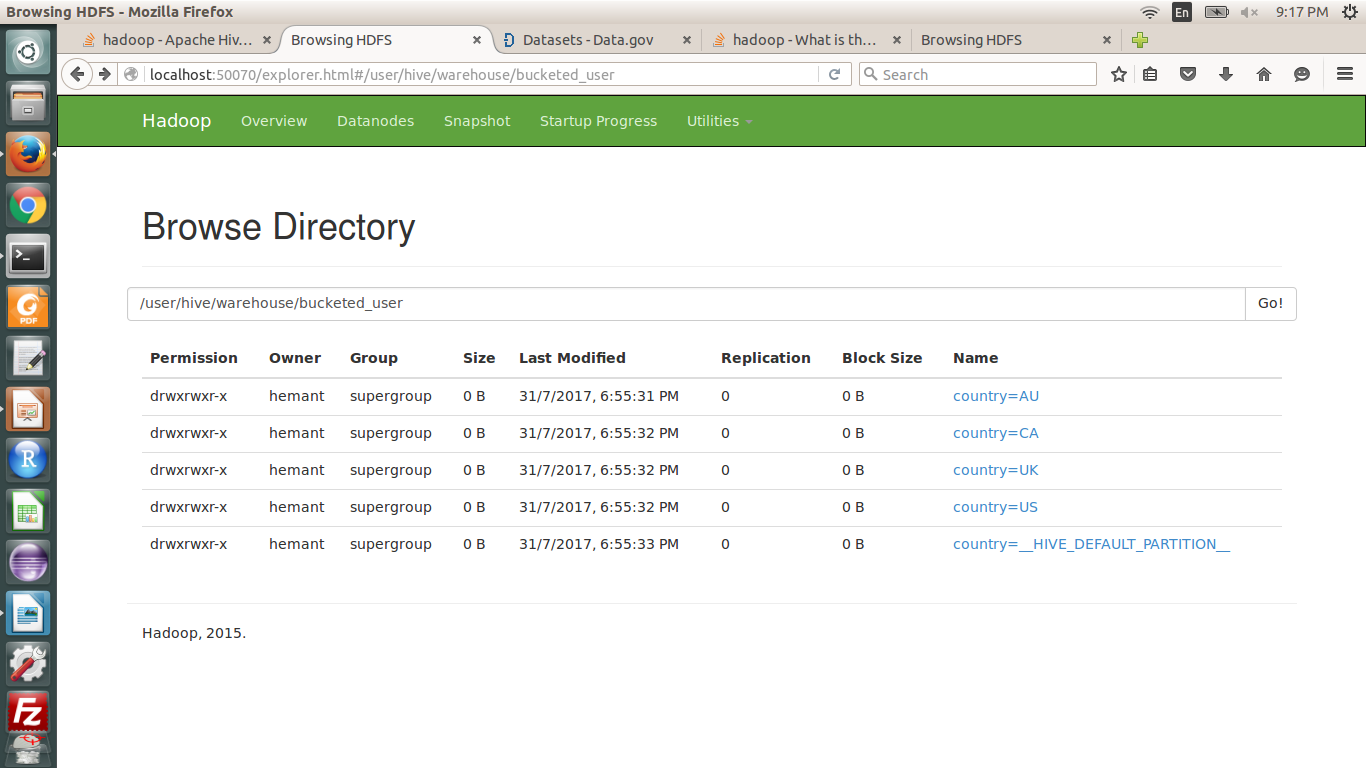 Browsing HDFS - Mozilla Firefox
En
9:17 PM
hadoop - Apache Hiv...
Browsing HDFS
Datasets - Data.gov
hadoop - What is th...
Browsing HDFS
localhost:50070/explorer.html#/user/hive/warehouse/bucketed_user
Search
Hadoop Overview Datanodes Snapshot Startup Progress Utilities
Browse Directory
/user/hive/warehouse/bucketed_user Go!
Permission Owner Group Size Last Modified Replication Block Size Name
drwxrwxr-x hemant supergroup 0 B 31/7/2017, 6:55:31 PM 0 0 B country=AU
drwxrwxr-x hemant supergroup 0 B 31/7/2017, 6:55:32 PM 0 0 B country=CA
drwxrwxr-x hemant supergroup 0 B 31/7/2017, 6:55:32 PM 0 0 B country=UK
drwxrwxr-x hemant supergroup 0 B 31/7/2017, 6:55:32 PM 0 0 B country=US
drwxrwxr-x hemant supergroup 0 B 31/7/2017, 6:55:33 PM 0 0 B country=__HIVE_DEFAULT_PARTITION__
Hadoop, 2015.
PDF
R
Fz